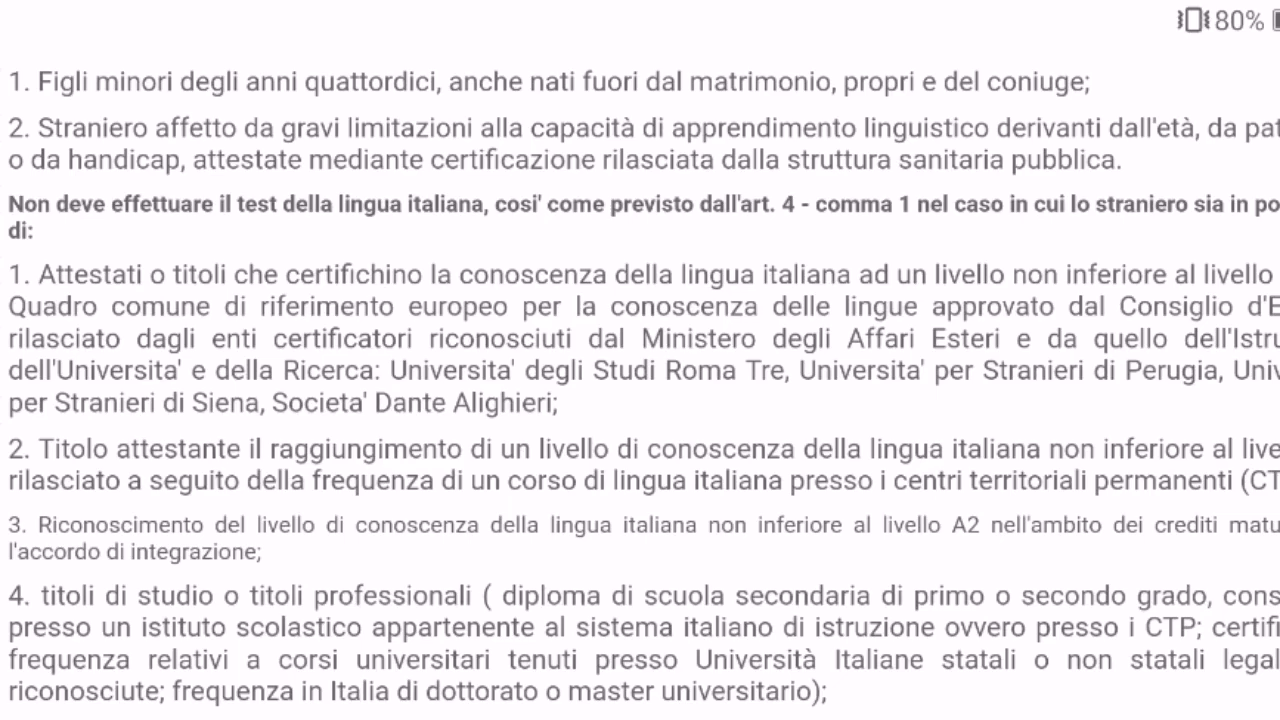 80%
1. Figli minori degli anni quattordici, anche nati fuori dal matrimonio, propri e del coniuge;
2. Straniero affetto da gravi limitazioni alla capacità di apprendimento linguistico derivanti dall'età, da
o da handicap, attestate mediante certificazione rilasciata dalla struttura sanitaria pubblica.
Non deve effettuare il test della lingua italiana, cosi' come previsto dall'art. 4 - comma 1 nel caso in cui lo straniero sia in
di:
1. Attestati o titoli che certifichino la conoscenza della lingua italiana ad un livello non inferiore al livello
Quadro comune di riferimento europeo per la conoscenza delle lingue approvato dal Consiglio
rilasciato dagli enti certificatori riconosciuti dal Ministero degli Affari Esteri e da quello
dell'Universita' e della Ricerca: Universita' degli Studi Roma Tre, Universita' per Stranieri di Perugia,
per Stranieri di Siena, Societa' Dante Alighieri;
2. Titolo attestante il raggiungimento di un livello di conoscenza della lingua italiana non inferiore al
rilasciato a seguito della frequenza di un corso di lingua italiana presso i centri territoriali permanenti
3. Riconoscimento del livello di conoscenza della lingua italiana non inferiore al livello A2 nell'ambito dei crediti
l'accordo di integrazione;
4. titoli di studio o titoli professionali ( diploma di scuola secondaria di primo o secondo grado,
presso un istituto scolastico appartenente al sistema italiano di istruzione ovvero presso i CTP;
frequenza relativi a corsi universitari tenuti presso Università Italiane statali o non statali
riconosciute; frequenza in Italia di dottorato o master universitario);